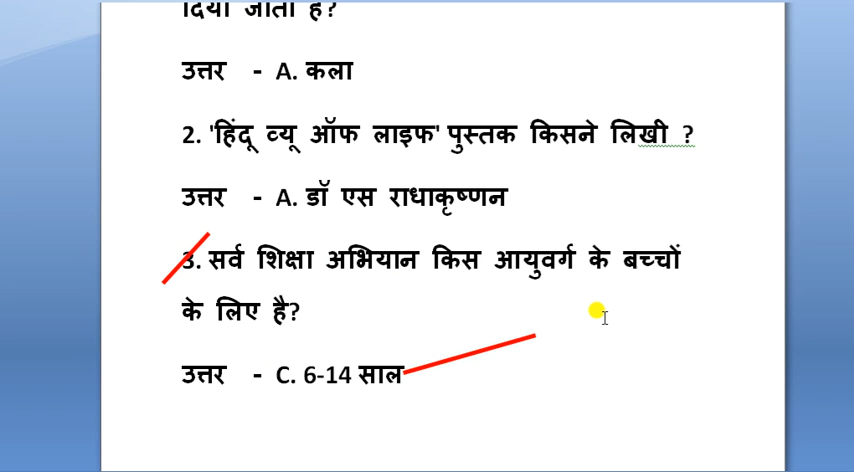 दिया जाता है?
उत्तर - A. कला
2. 'हिंदू व्यू ऑफ लाइफ' पुस्तक किसने लिखी ?
उत्तर - A. डॉ एस राधाकृष्णन
3. सर्व शिक्षा अभियान किस आयुवर्ग के बच्चों
के लिए है?
उत्तर - C. 6-14 साल